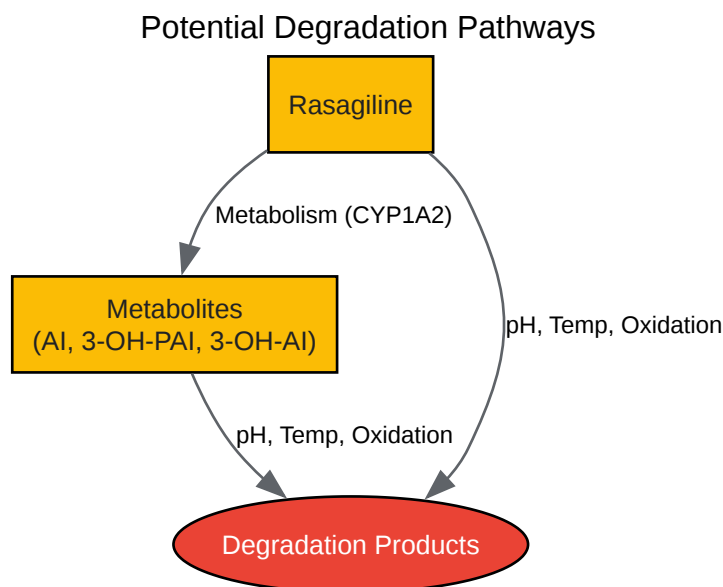 Potential Degradation Pathways
Rasagiline
Metabolism (CYP1A2)
Metabolites
(AI, 3-OH-PAI, 3-OH-AI)
pH, Temp, Oxidation
pH, Temp, Oxidation
Degradation Products